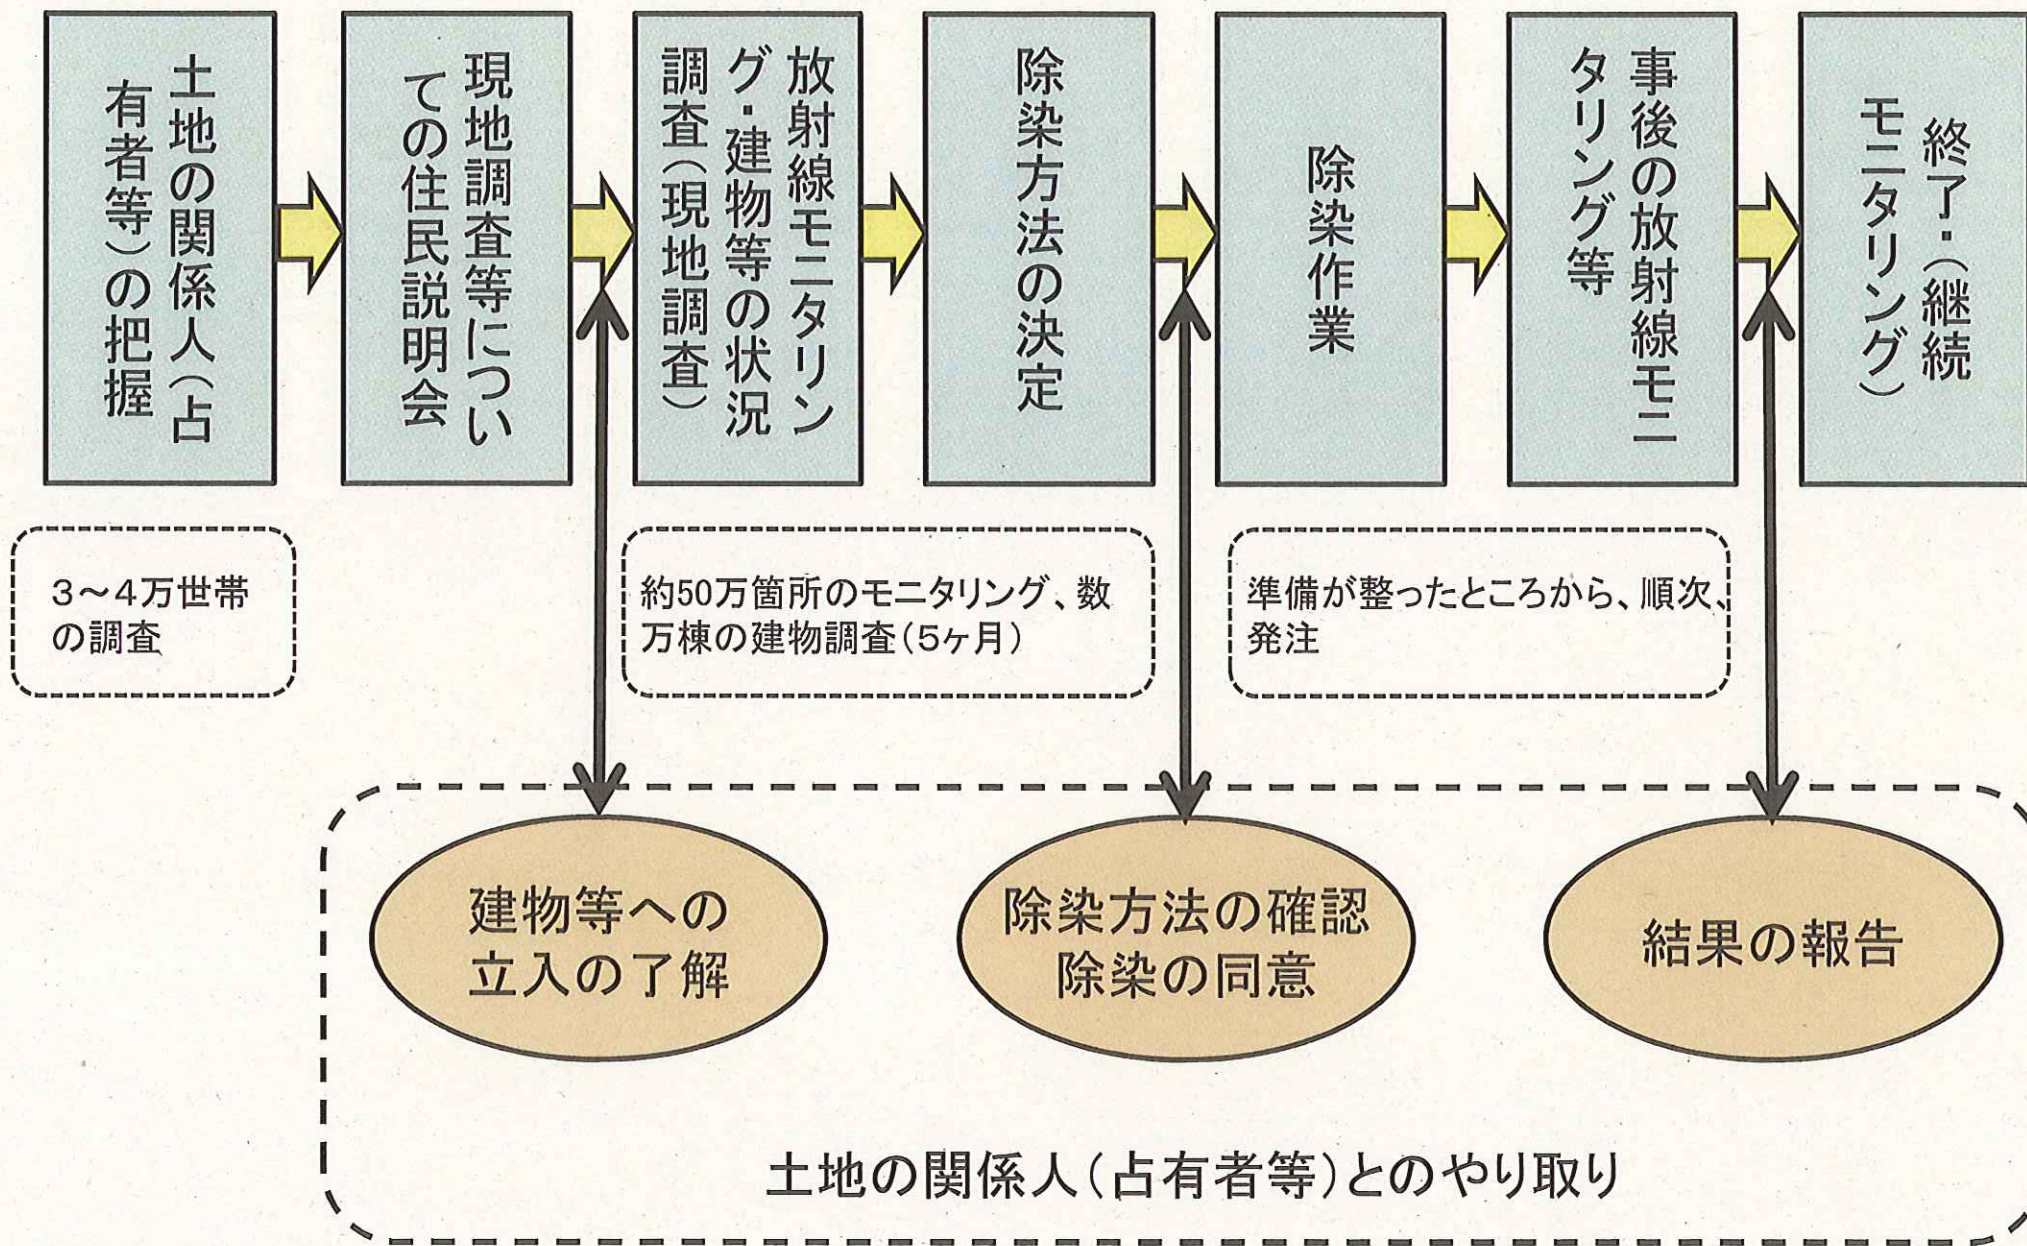 土地の関係人（占
有者等）の把握
現地調査等につい
ての住民説明会
放射線モニタリン
グ・建物等の状況
調査（現地調査）
除染方法の決定
除染作業
事後の放射線モニ
タリング等
終了・（継続
モニタリング）
3～4万世帯
の調査
約50万箇所のモニタリング、数
万棟の建物調査（5ヶ月）
準備が整ったところから、順次、
発注
建物等への
立入の了解
除染方法の確認
除染の同意
結果の報告
土地の関係人（占有者等）とのやり取り